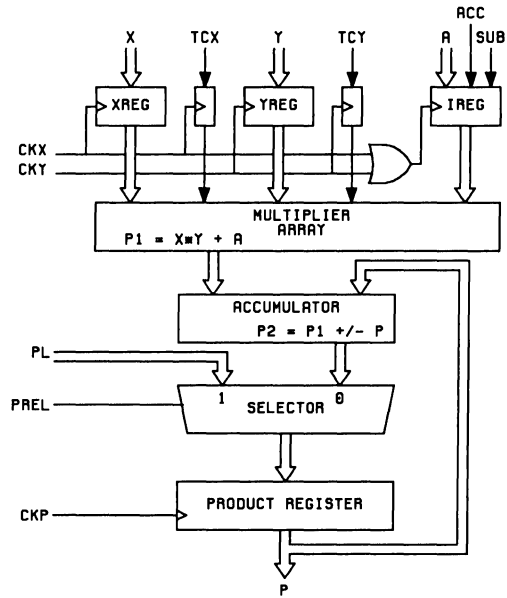 ACC
X TCX Y TCY A SUB
XREG YREG IREG
CKX
CKY
MULTIPLIER
ARRAY
P1 = X*Y + A
ACCUMULATOR
P2 = P1 +/- P
PL
1 0
PREL SELECTOR
PRODUCT REGISTER
CKP
P